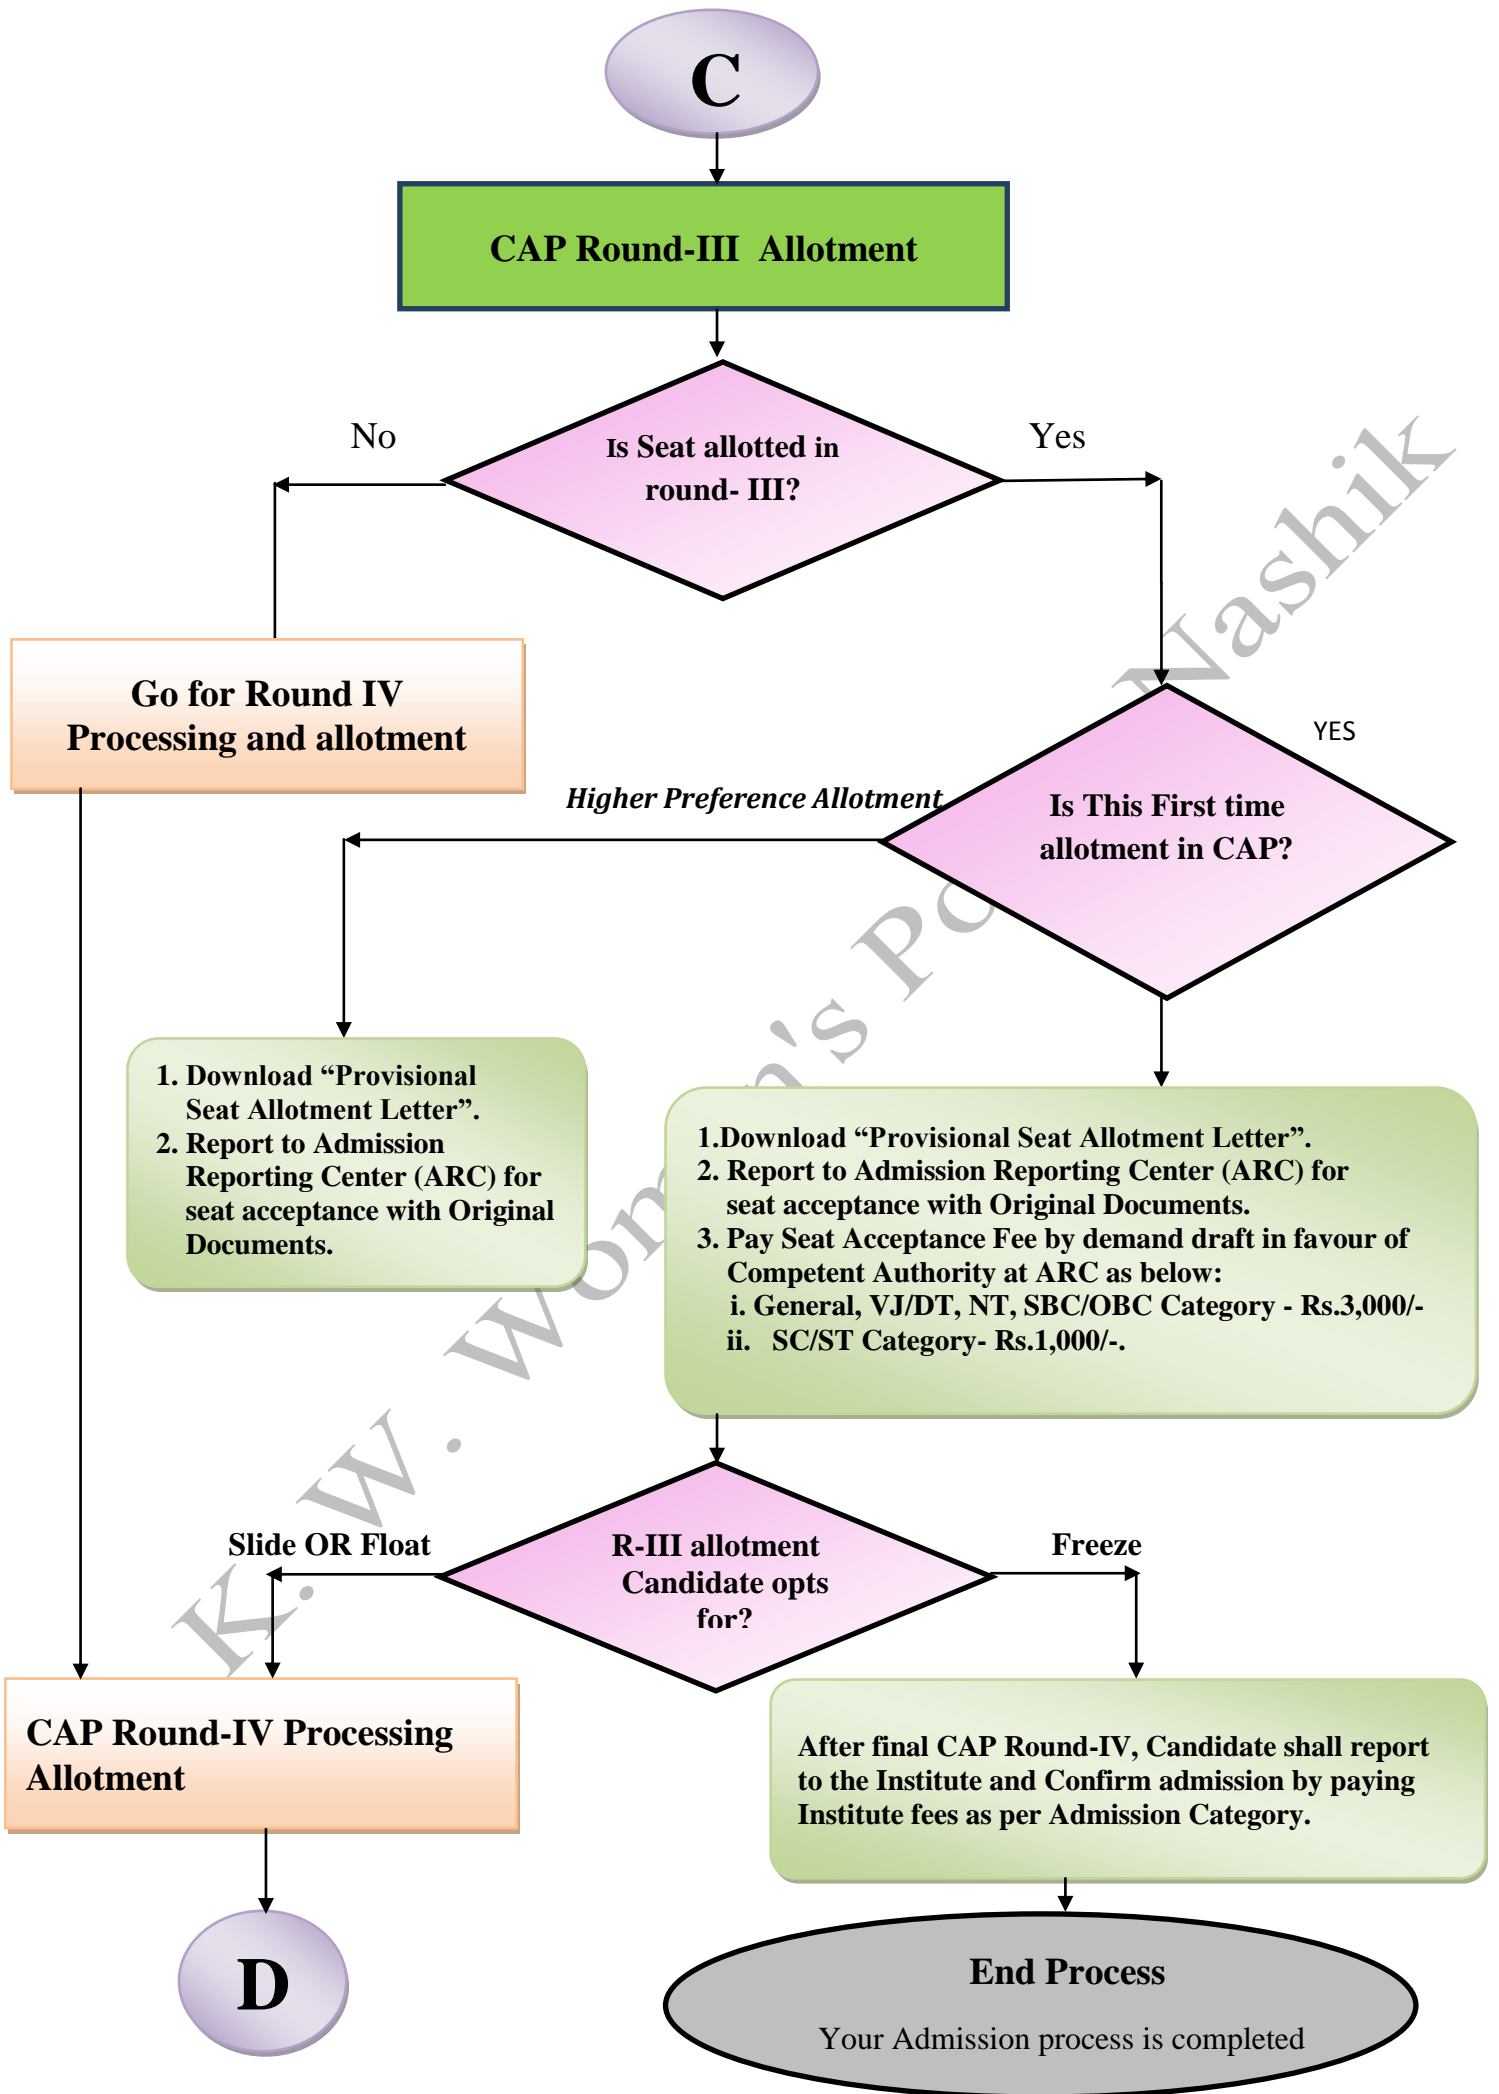 C
CAP Round-III Allotment
No
Is Seat allotted in
round- III?
Yes
Go for Round IV
Processing and allotment
YES
Higher Preference Allotment
Is This First time
allotment in CAP?
1. Download “Provisional
Seat Allotment Letter”.
2. Report to Admission
Reporting Center (ARC) for
seat acceptance with Original
Documents.
1.Download “Provisional Seat Allotment Letter”.
2. Report to Admission Reporting Center (ARC) for
seat acceptance with Original Documents.
3. Pay Seat Acceptance Fee by demand draft in favour of
Competent Authority at ARC as below:
i. General, VJ/DT, NT, SBC/OBC Category - Rs.3,000/-
ii. SC/ST Category- Rs.1,000/-.
Slide OR Float
R-III allotment
Candidate opts
for?
Freeze
CAP Round-IV Processing
Allotment
After final CAP Round-IV, Candidate shall report
to the Institute and Confirm admission by paying
Institute fees as per Admission Category.
D
End Process
Your Admission process is completed
K. W. Nashik